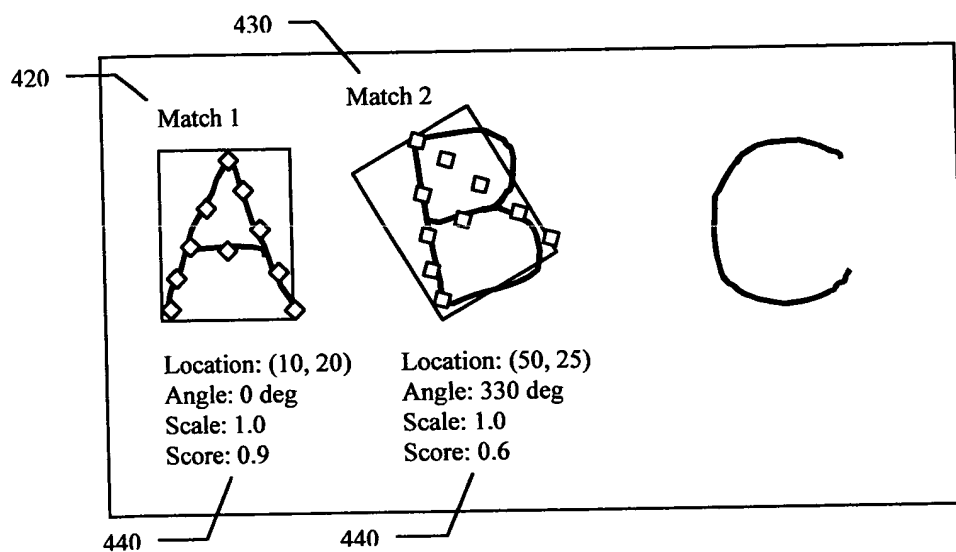 430
420
Match 1
Match 2
A
B
C
Location: (10, 20)
Angle: 0 deg
Scale: 1.0
Score: 0.9
Location: (50, 25)
Angle: 330 deg
Scale: 1.0
Score: 0.6
440
440